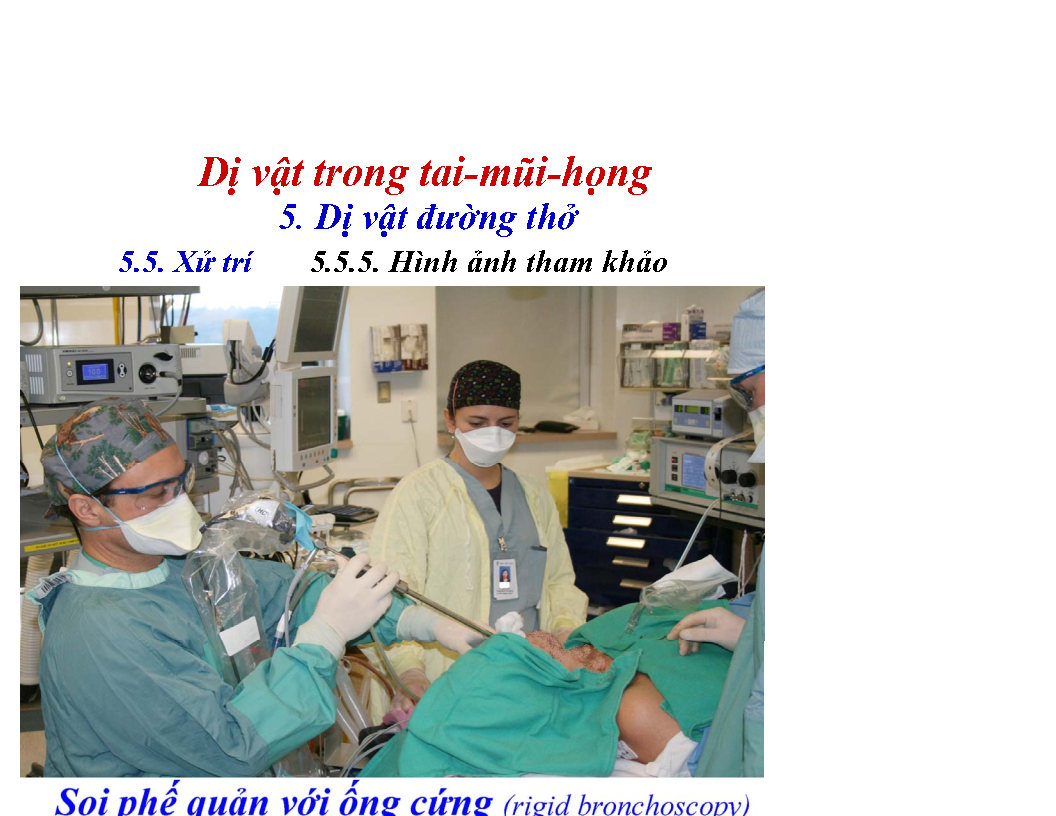 Dị vật trong tai-mũi-họng
5. Dị vật đường thở
5.5. Xử trí 5.5.5. Hình ảnh tham khảo
Soi phế quản với ống cứng (rigid bronchoscopy)